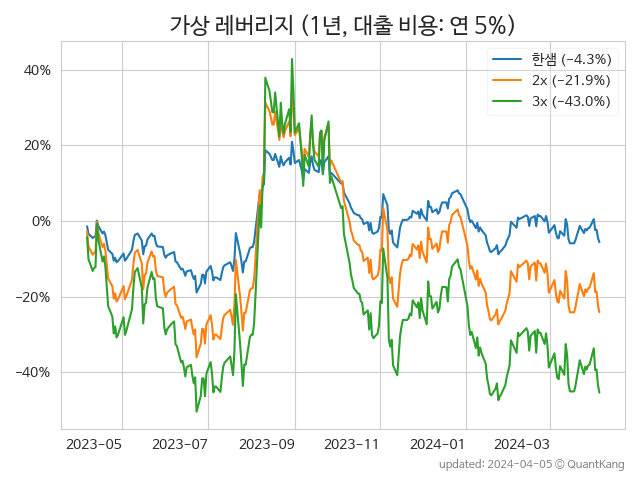 가상 레버리지 (1년, 대출 비용: 연 5%)
한샘 (−4.3%)
2x (−21.9%)
3x (−43.0%)
40%
20%
0%
−20%
−40%
2023-05 2023-07 2023-09 2023-11 2024-01 2024-03
updated: 2024-04-05 © QuantKang